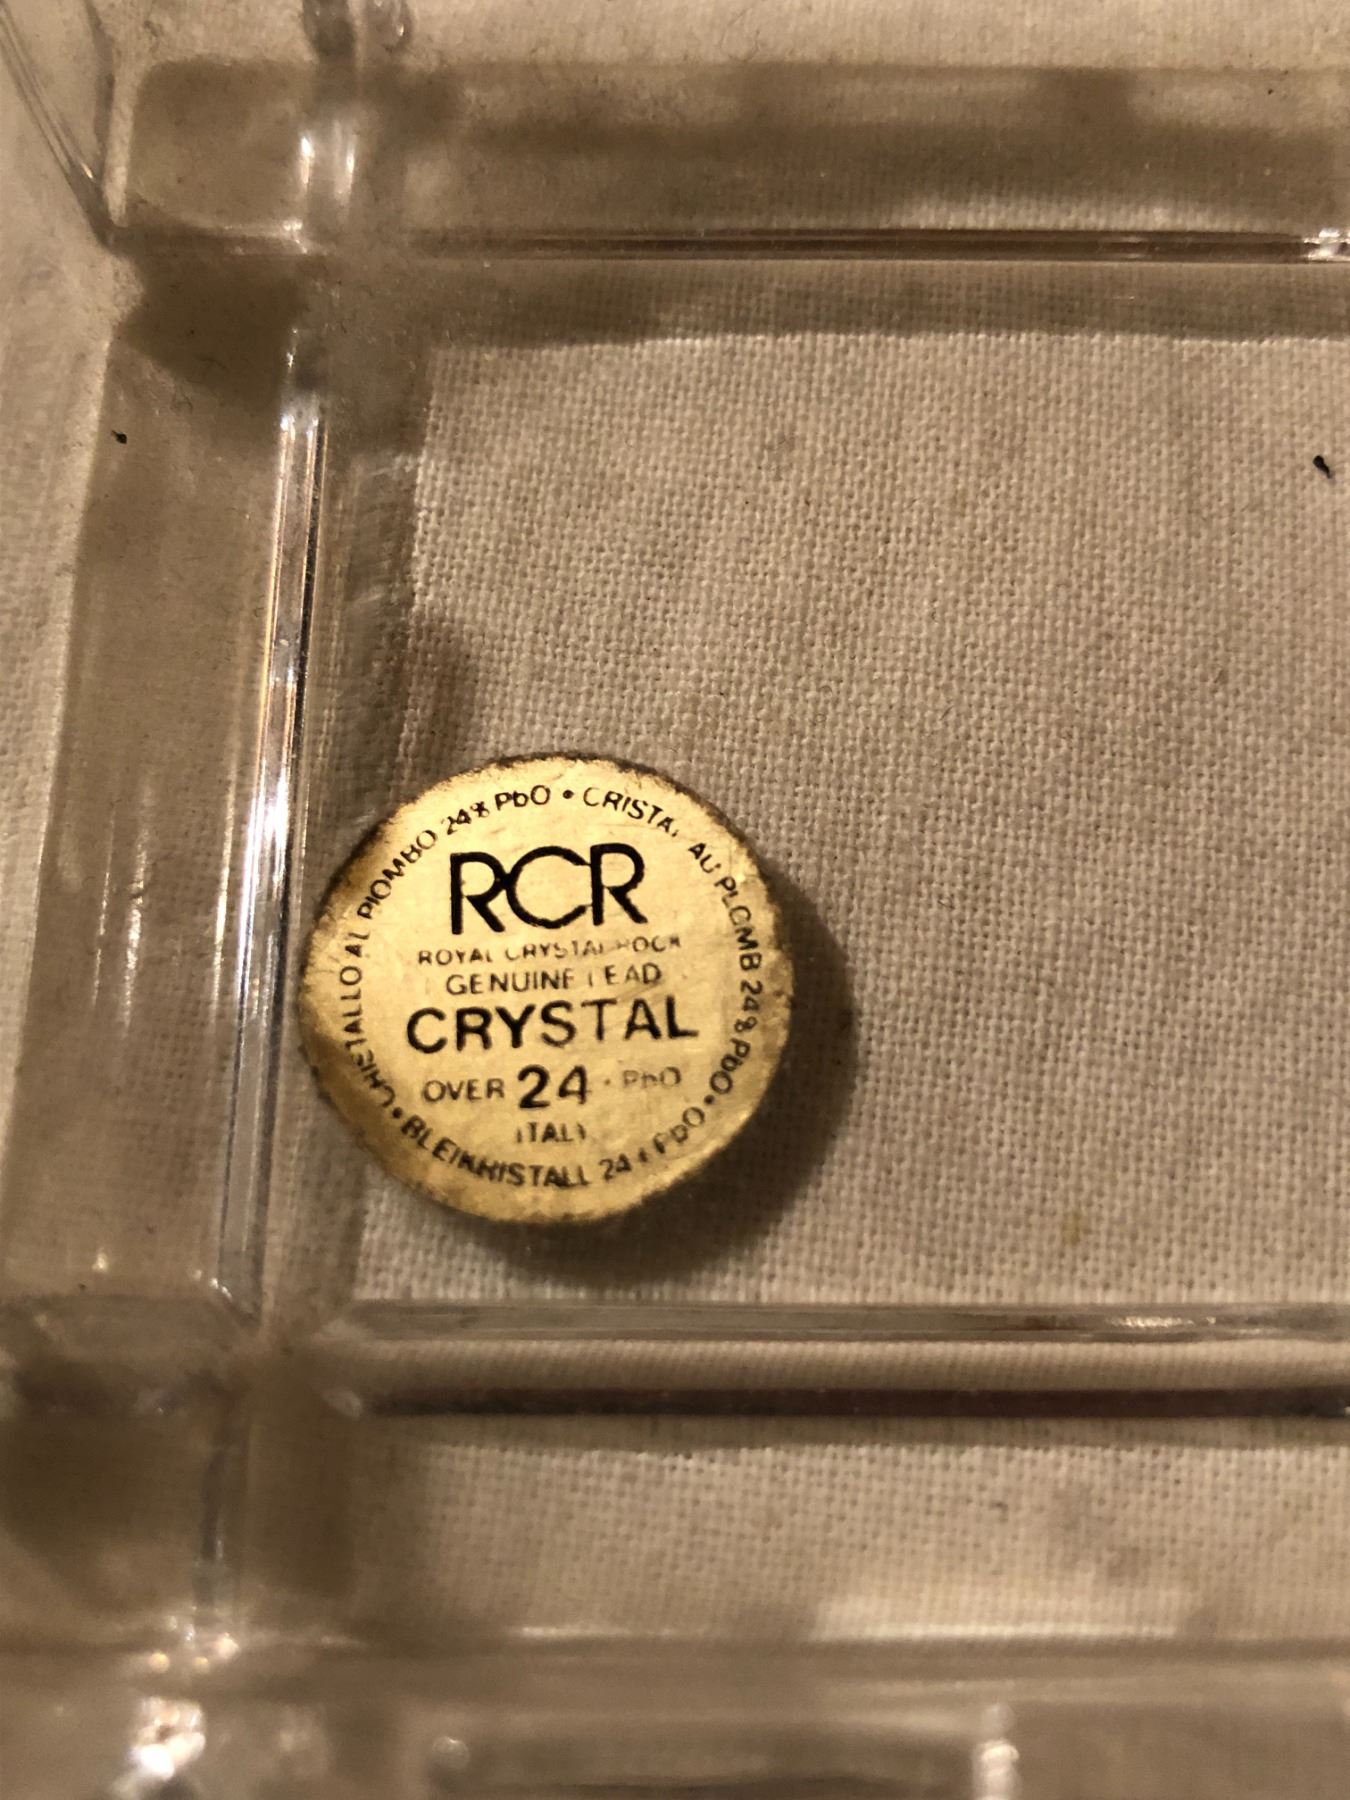 RCR
ROYAL CRYSTAL ROCK
GENUINE LEAD
CRYSTAL
OVER 24 % PbO
ITALY
CRISTALLO AL PIOMBO 24% PbO • CRISTAL AU PLOMB 24% PbO • BLEIKRISTALL 24% PbO •